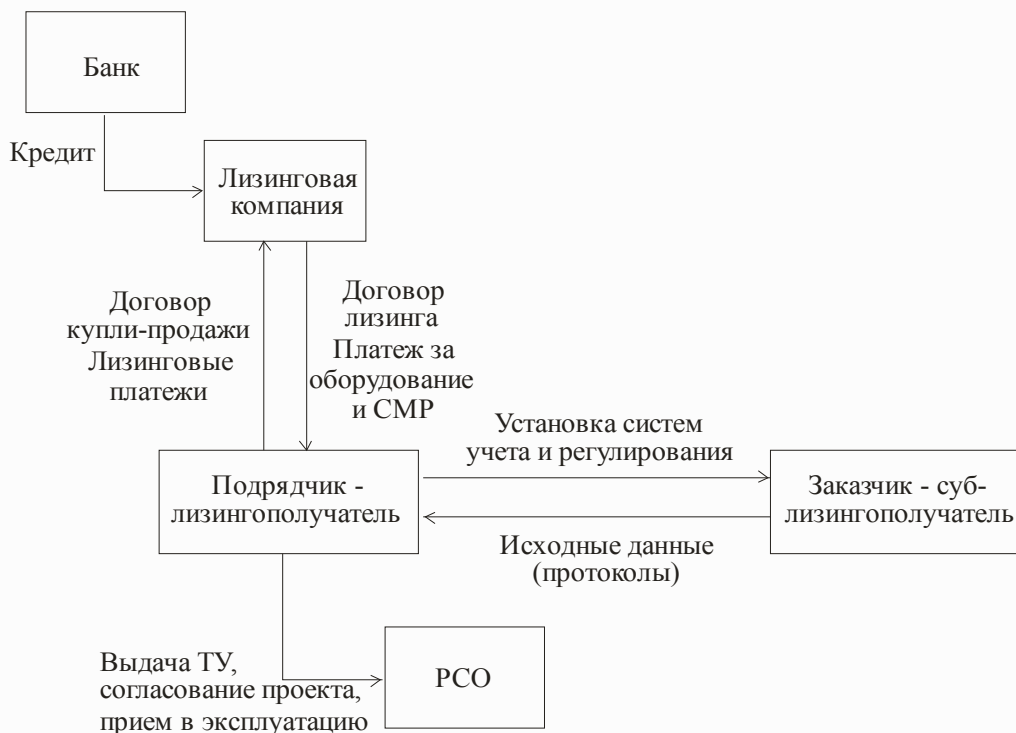 Банк
Кредит
Лизинговая
компания
Договор
купли-продажи
Лизинговые
платежи
Договор
лизинга
Платеж за
оборудование
и СМР
Установка систем
учета и регулирования
Подрядчик -
лизингополучатель
Заказчик - суб-
лизингополучатель
Исходные данные
(протоколы)
Выдача ТУ,
согласование проекта,
прием в эксплуатацию
РСО